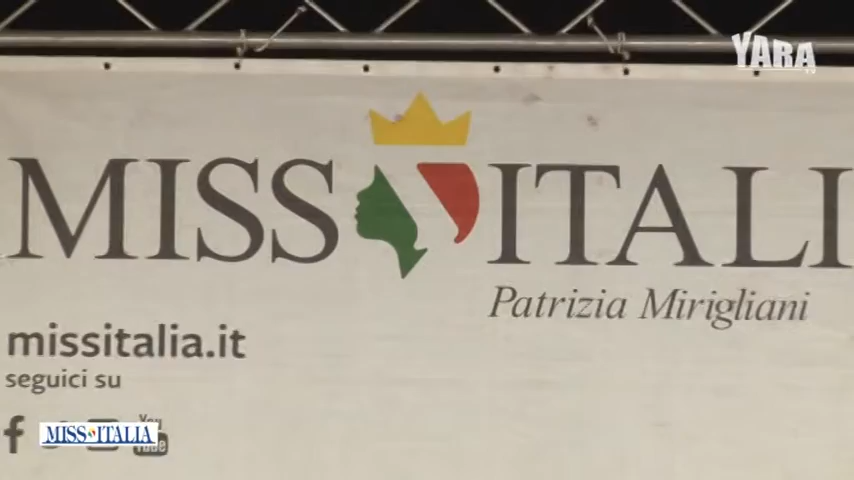 YARA
MISS ITALI
Patrizia Mirigliani
missitalia.it
seguici su
f
MISS ITALIA
You
Tube